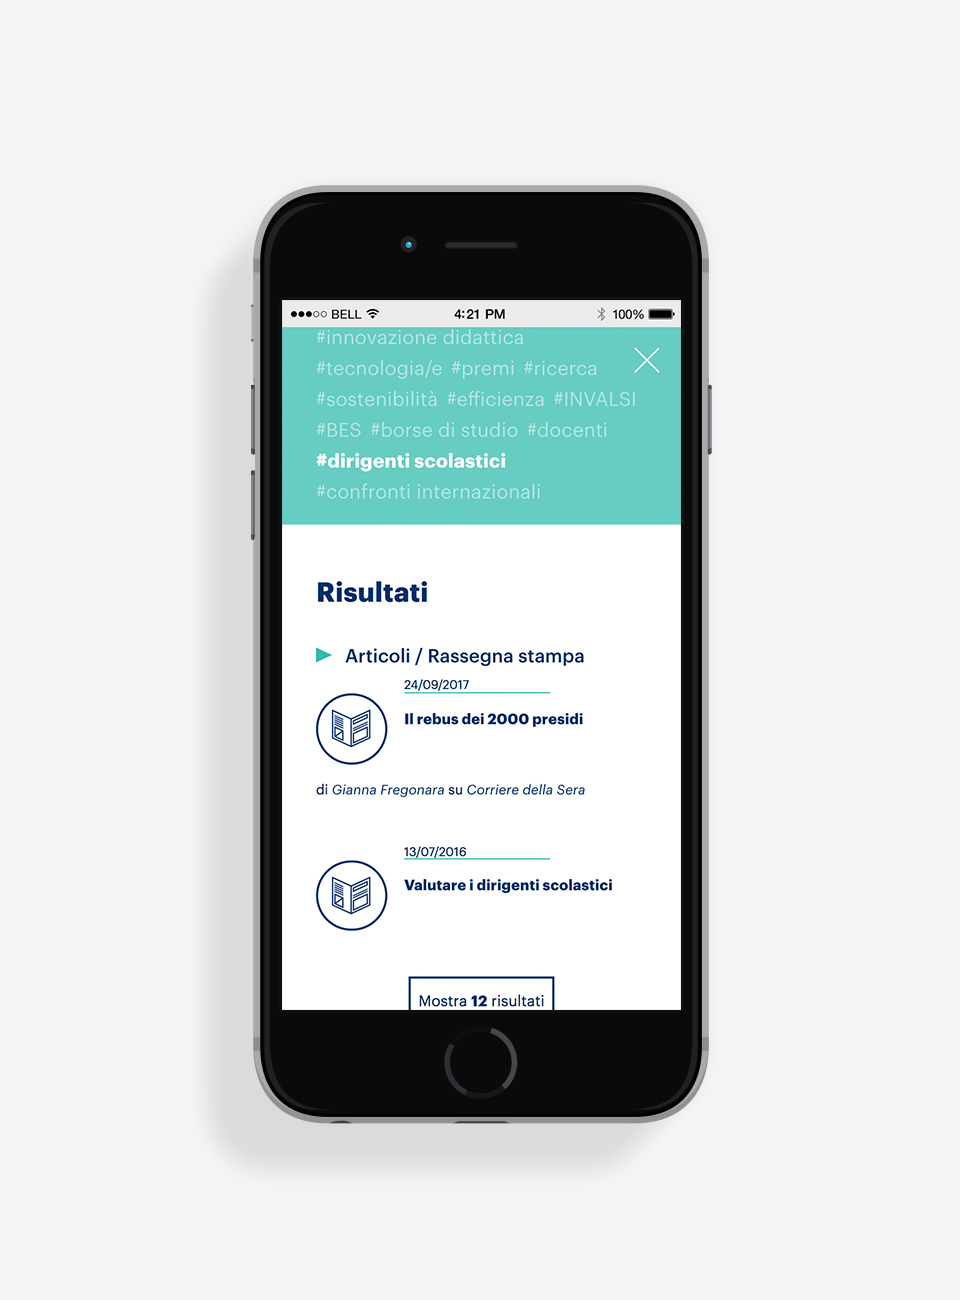 BELL 4:21 PM 100%
#innovazione didattica
#tecnologia/e #premi #ricerca
#sostenibilità #efficienza #INVALSI
#BES #borse di studio #docenti
#dirigenti scolastici
#confronti internazionali
Risultati
Articoli / Rassegna stampa
24/09/2017
Il rebus dei 2000 presidi
di Gianna Fregonara su Corriere della Sera
13/07/2016
Valutare i dirigenti scolastici
Mostra 12 risultati